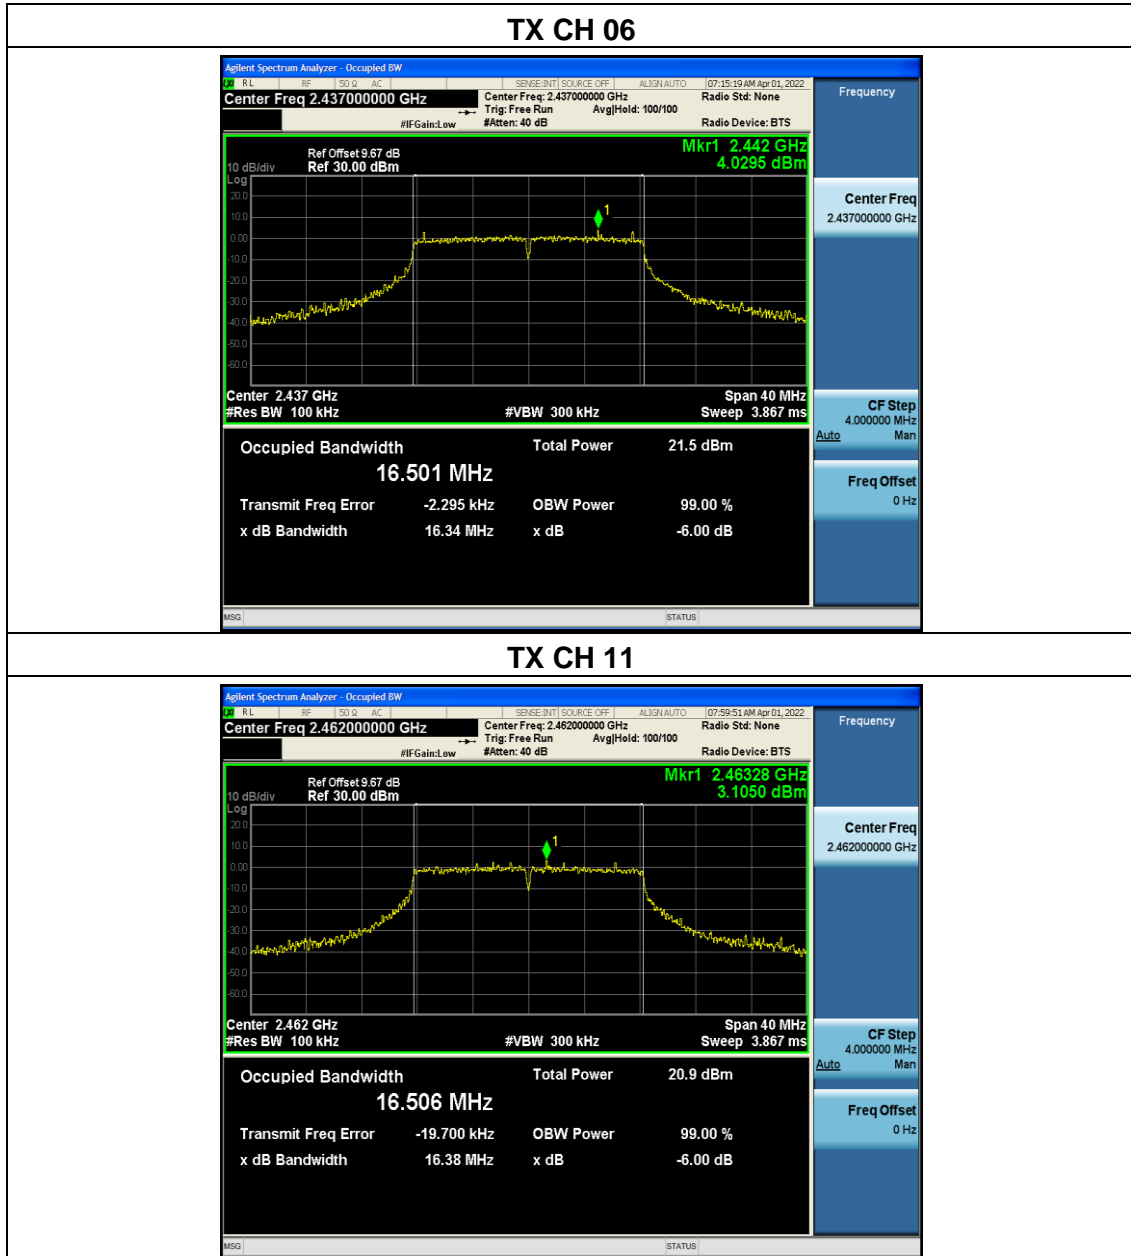 TX CH 06
Agilent Spectrum Analyzer - Occupied BW
LXI RL RF 50 Ω AC SENSE:INT SOURCE OFF ALIGN AUTO 07:15:19 AM Apr 01, 2022
Center Freq 2.437000000 GHz
Center Freq: 2.437000000 GHz Radio Std: None
Trig: Free Run Avg|Hold: 100/100
#IFGain:Low #Atten: 40 dB Radio Device: BTS
Frequency
Mkr1 2.442 GHz
4.0295 dBm
Ref Offset 9.67 dB
10 dB/div Ref 30.00 dBm
Log
20.0
10.0
0.00
-10.0
-20.0
-30.0
-40.0
-50.0
-60.0
1
Center 2.437 GHz Span 40 MHz
#Res BW 100 kHz #VBW 300 kHz Sweep 3.867 ms
Center Freq
2.437000000 GHz
CF Step
4.000000 MHz
Auto Man
Freq Offset
0 Hz
Occupied Bandwidth Total Power 21.5 dBm
16.501 MHz
Transmit Freq Error -2.295 kHz OBW Power 99.00 %
x dB Bandwidth 16.34 MHz x dB -6.00 dB
MSG STATUS
TX CH 11
Agilent Spectrum Analyzer - Occupied BW
LXI RL RF 50 Ω AC SENSE:INT SOURCE OFF ALIGN AUTO 07:59:51 AM Apr 01, 2022
Center Freq 2.462000000 GHz
Center Freq: 2.462000000 GHz Radio Std: None
Trig: Free Run Avg|Hold: 100/100
#IFGain:Low #Atten: 40 dB Radio Device: BTS
Frequency
Mkr1 2.46328 GHz
3.1050 dBm
Ref Offset 9.67 dB
10 dB/div Ref 30.00 dBm
Log
20.0
10.0
0.00
-10.0
-20.0
-30.0
-40.0
-50.0
-60.0
1
Center 2.462 GHz Span 40 MHz
#Res BW 100 kHz #VBW 300 kHz Sweep 3.867 ms
Center Freq
2.462000000 GHz
CF Step
4.000000 MHz
Auto Man
Freq Offset
0 Hz
Occupied Bandwidth Total Power 20.9 dBm
16.506 MHz
Transmit Freq Error -19.700 kHz OBW Power 99.00 %
x dB Bandwidth 16.38 MHz x dB -6.00 dB
MSG STATUS